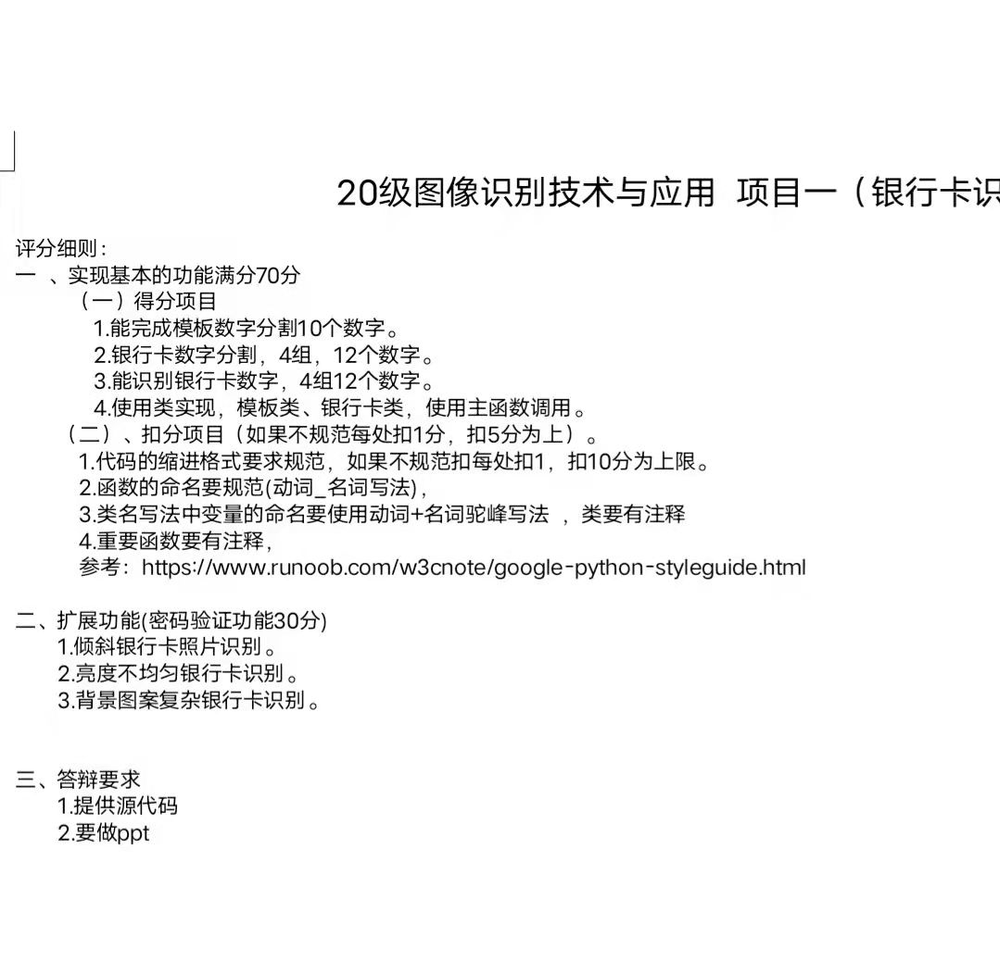 20级图像识别技术与应用 项目一（银行卡识
评分细则：
一 、实现基本的功能满分70分
（一）得分项目
1.能完成模板数字分割10个数字。
2.银行卡数字分割，4组，12个数字。
3.能识别银行卡数字，4组12个数字。
4.使用类实现，模板类、银行卡类，使用主函数调用。
（二）、扣分项目（如果不规范每处扣1分，扣5分为上）。
1.代码的缩进格式要求规范，如果不规范扣每处扣1，扣10分为上限。
2.函数的命名要规范(动词_名词写法)，
3.类名写法中变量的命名要使用动词+名词驼峰写法 ，类要有注释
4.重要函数要有注释，
参考：https://www.runoob.com/w3cnote/google-python-styleguide.html
二、扩展功能(密码验证功能30分)
1.倾斜银行卡照片识别。
2.亮度不均匀银行卡识别。
3.背景图案复杂银行卡识别。
三、答辩要求
1.提供源代码
2.要做ppt